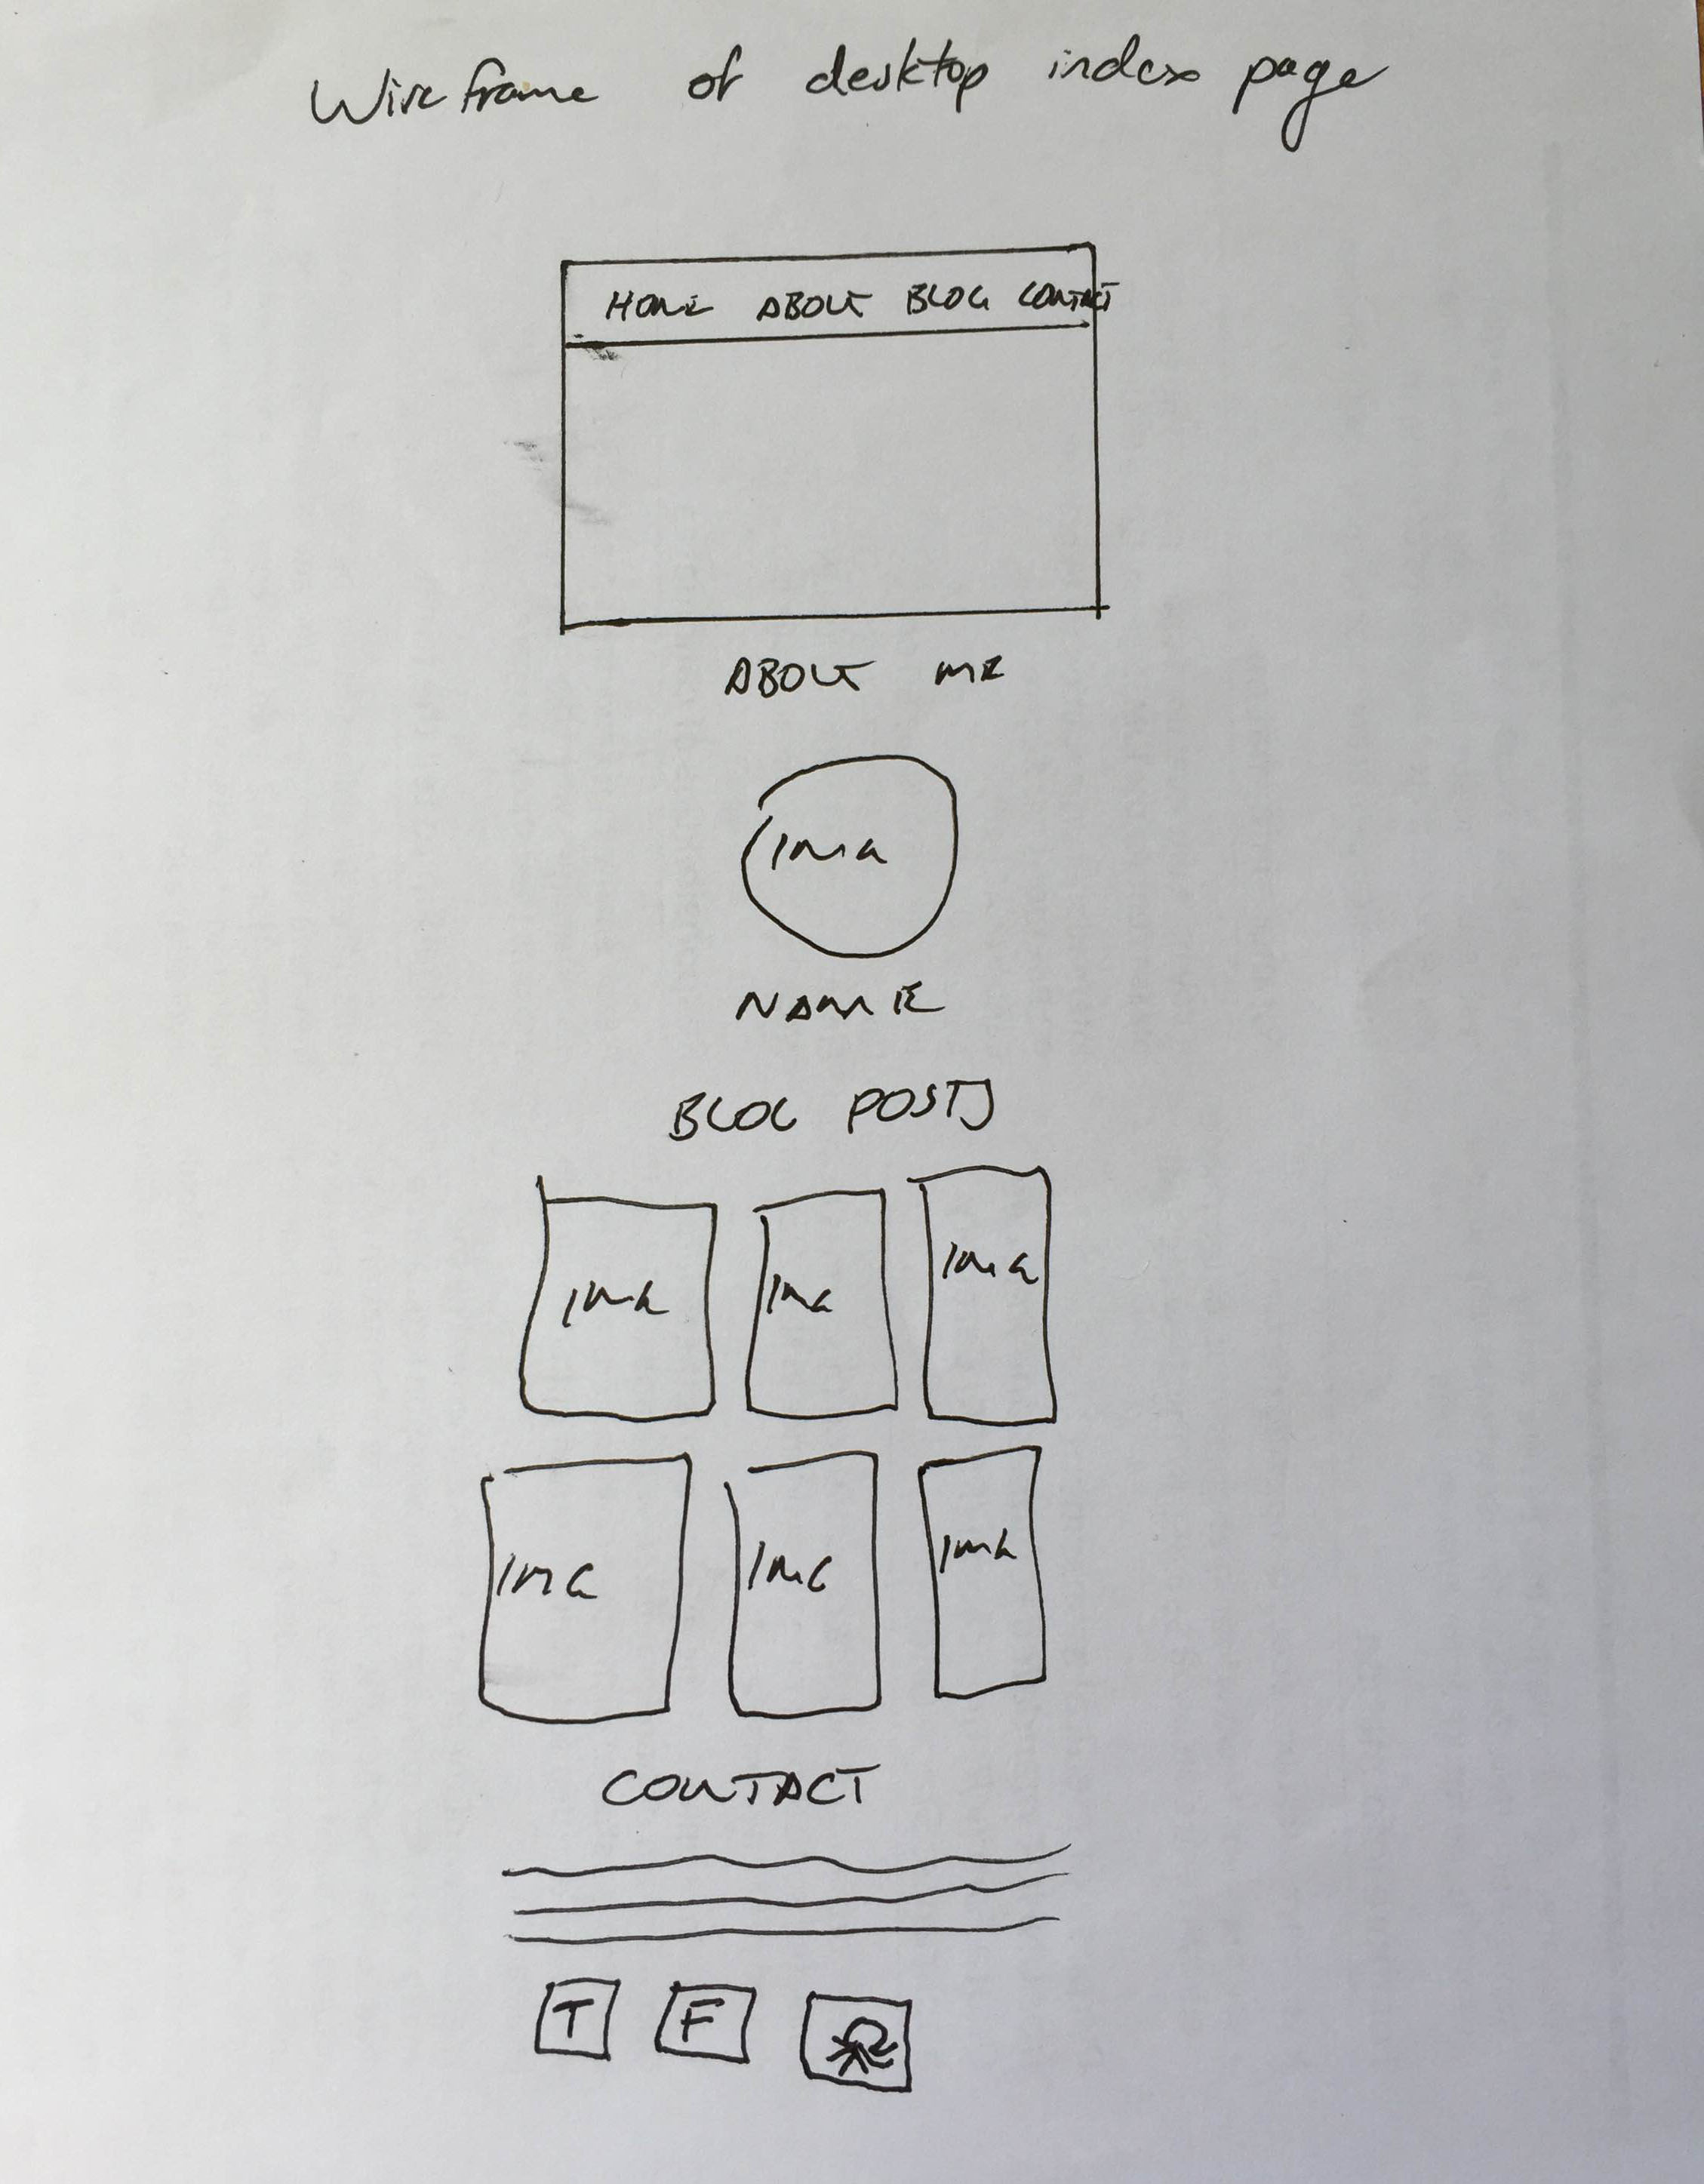 Wireframe of desktop index page
HOME ABOUT BLOG CONTACT
ABOUT ME
IMG
NAME
BLOG POSTS
IMG IMG IMG
IMG IMG IMG
CONTACT
T F